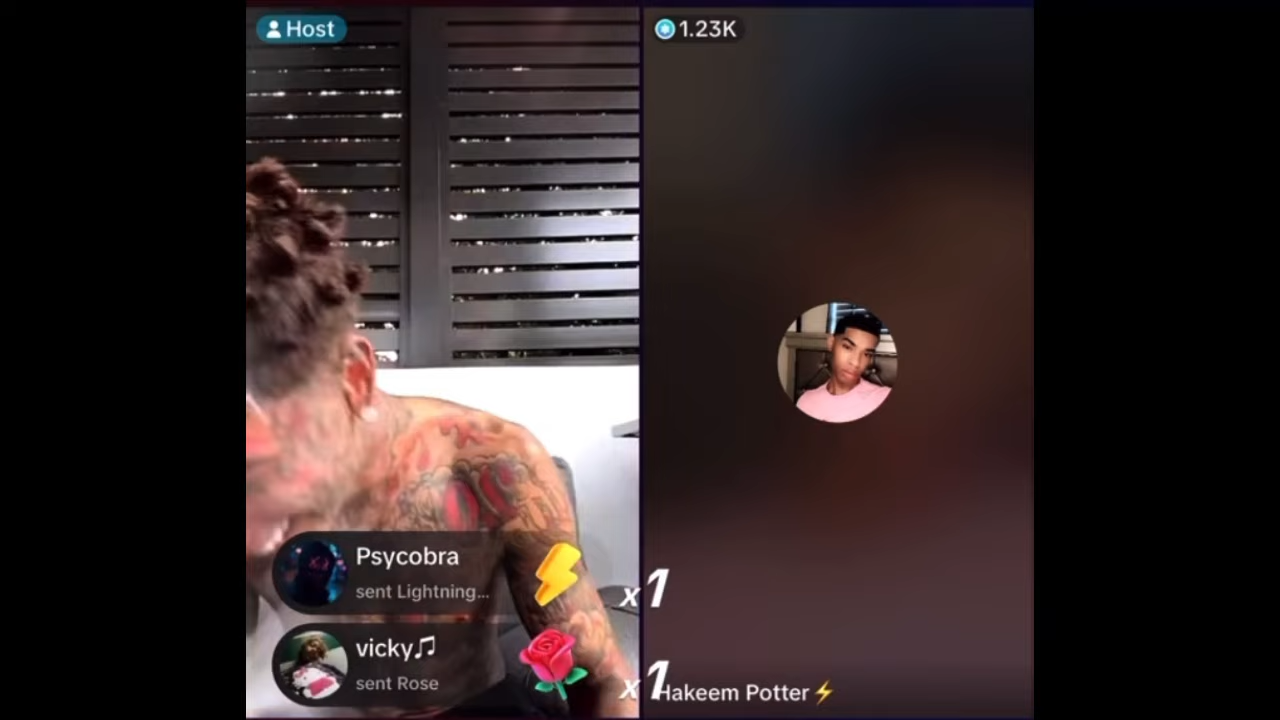 Host
1.23K
Psycobra
sent Lightning...
x1
vicky♫
sent Rose
x1
Hakeem Potter⚡